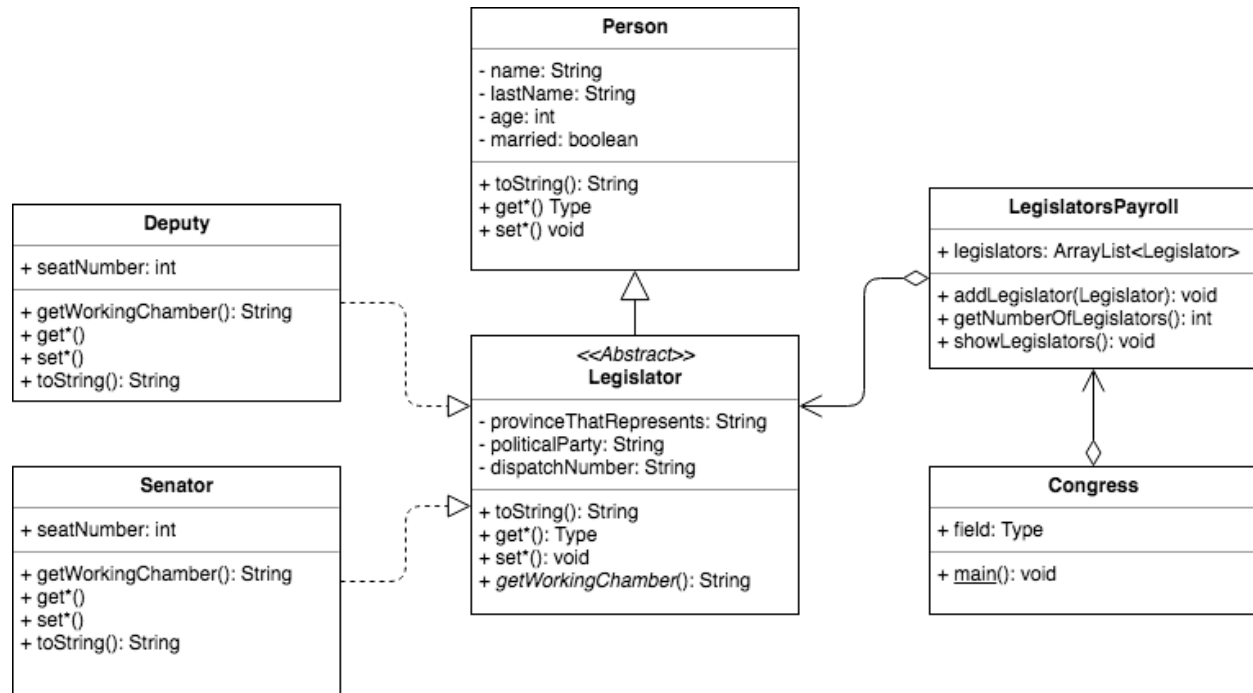 Person
- name: String
- lastName: String
- age: int
- married: boolean
+ toString(): String
+ get*() Type
+ set*() void
Deputy
+ seatNumber: int
+ getWorkingChamber(): String
+ get*()
+ set*()
+ toString(): String
Senator
+ seatNumber: int
+ getWorkingChamber(): String
+ get*()
+ set*()
+ toString(): String
<<Abstract>>
Legislator
- provinceThatRepresents: String
- politicalParty: String
- dispatchNumber: String
+ toString(): String
+ get*(): Type
+ set*(): void
+ getWorkingChamber(): String
LegislatorsPayroll
+ legislators: ArrayList<Legislator>
+ addLegislator(Legislator): void
+ getNumberOfLegislators(): int
+ showLegislators(): void
Congress
+ field: Type
+ main(): void